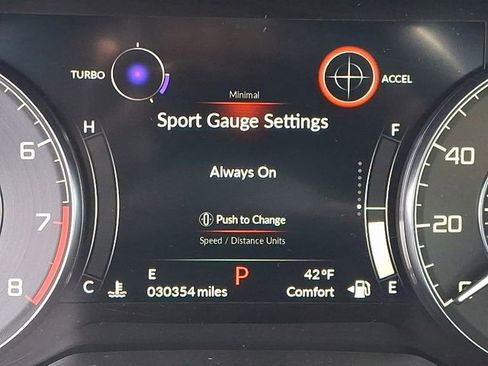 TURBO
ACCEL
Minimal
Sport Gauge Settings
H
F
6
40
Always On
7
20
Push to Change
Speed / Distance Units
8
C
E
E
P
42°F
030354 miles
Comfort